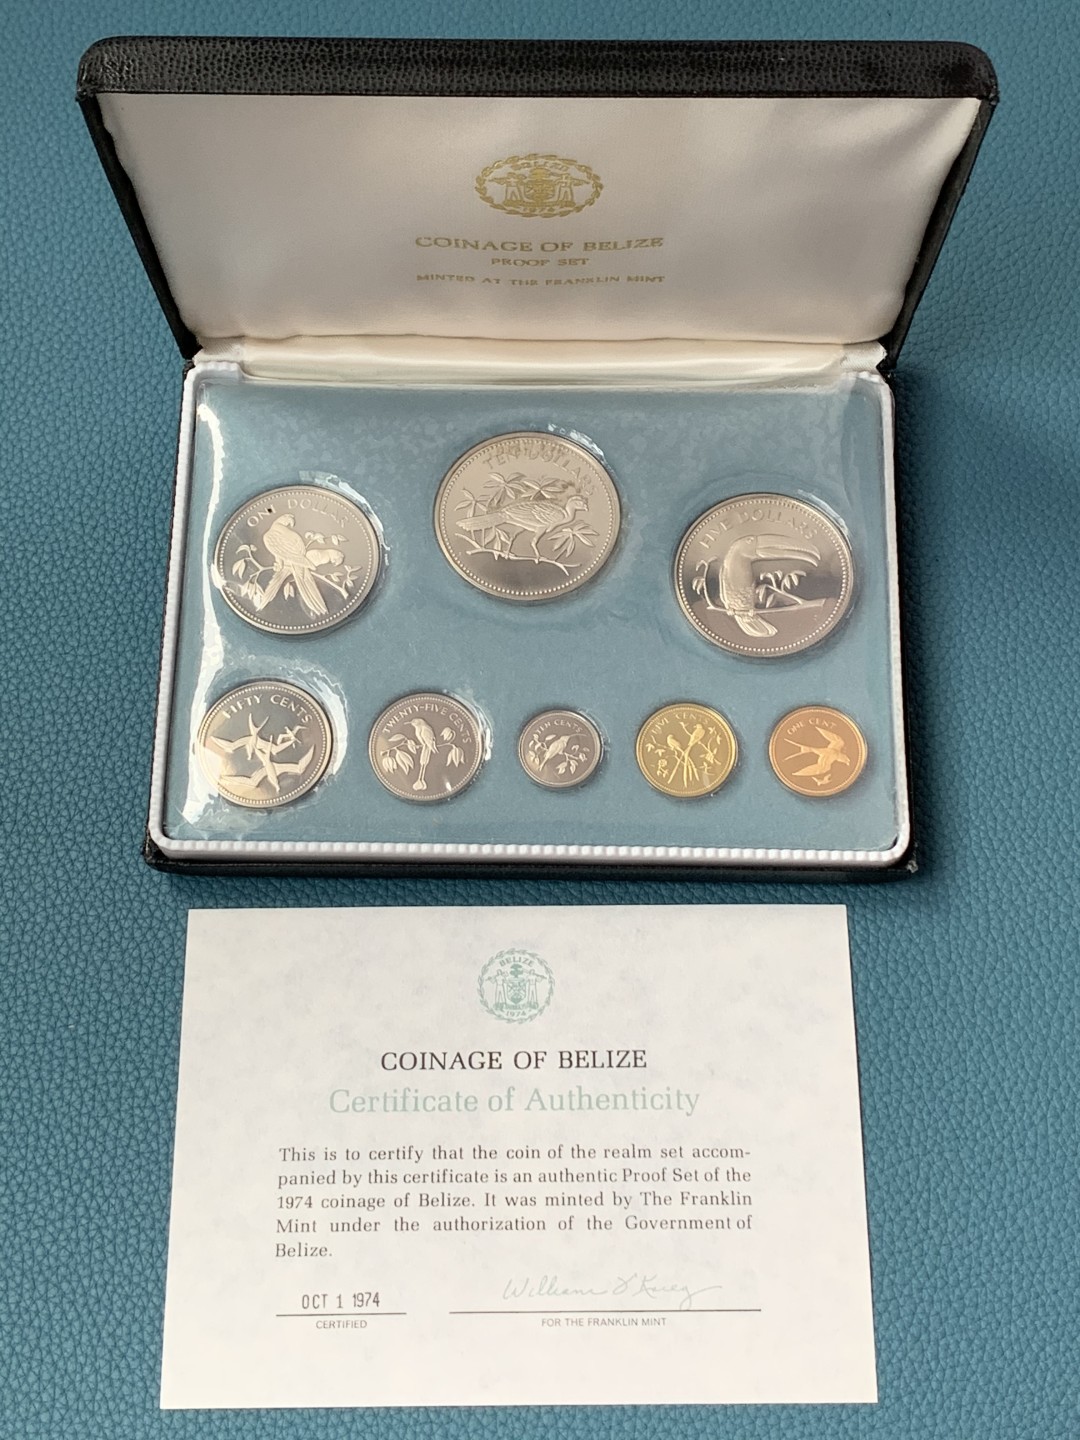 BELIZE
1974
COINAGE OF BELIZE
PROOF SET
MINTED AT THE FRANKLIN MINT
TEN DOLLARS
ONE DOLLAR
FIVE DOLLARS
FIFTY CENTS
TWENTY-FIVE CENTS
TEN CENTS
FIVE CENTS
ONE CENT
BELIZE
1974
COINAGE OF BELIZE
Certificate of Authenticity
This is to certify that the coin of the realm set accom-
panied by this certificate is an authentic Proof Set of the
1974 coinage of Belize. It was minted by The Franklin
Mint under the authorization of the Government of
Belize.
OCT 1 1974
CERTIFIED
William
FOR THE FRANKLIN MINT